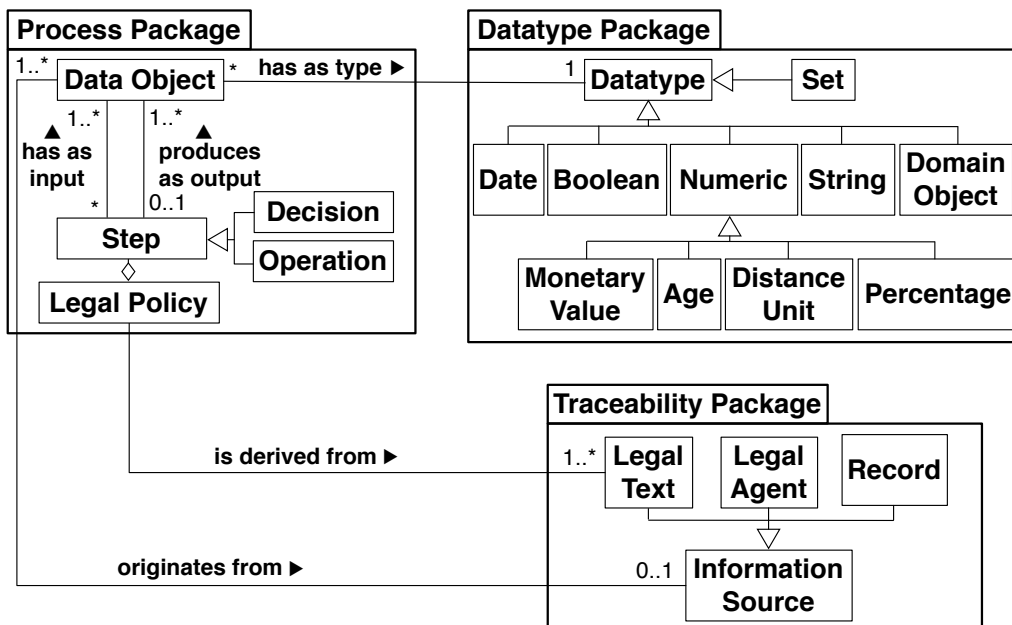 Process Package
1..*
Data Object
*
has as type ▶
1..*
1..*
▲
has as
input
▲
produces
as output
*
0..1
Step
Decision
Operation
Legal Policy
Datatype Package
1
Datatype
Set
Date
Boolean
Numeric
String
Domain
Object
Monetary
Value
Age
Distance
Unit
Percentage
Traceability Package
is derived from ▶
1..*
Legal
Text
Legal
Agent
Record
originates from ▶
0..1
Information
Source